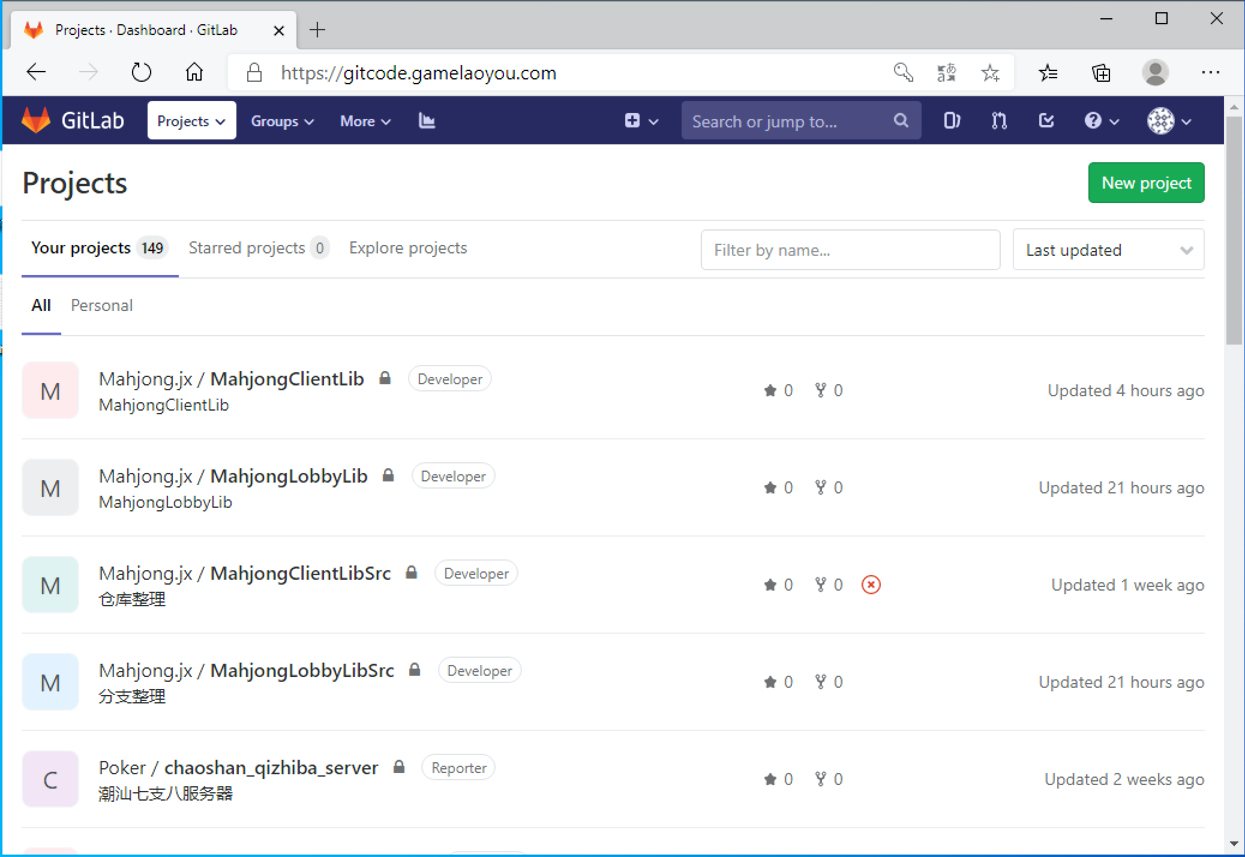 Projects · Dashboard · GitLab
https://gitcode.gamelaoyou.com
GitLab Projects Groups More Search or jump to...
Projects
New project
Your projects 149 Starred projects 0 Explore projects Filter by name... Last updated
All Personal
M Mahjong.jx / MahjongClientLib Developer 0 0 Updated 4 hours ago
MahjongClientLib
M Mahjong.jx / MahjongLobbyLib Developer 0 0 Updated 21 hours ago
MahjongLobbyLib
M Mahjong.jx / MahjongClientLibSrc Developer 0 0 Updated 1 week ago
仓库整理
M Mahjong.jx / MahjongLobbyLibSrc Developer 0 0 Updated 21 hours ago
分支整理
C Poker / chaoshan_qizhiba_server Reporter 0 0 Updated 2 weeks ago
潮汕七支八服务器